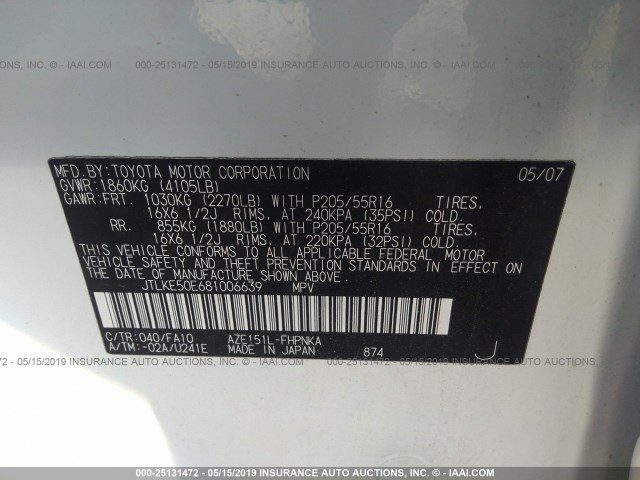 000-25131472 - 05/15/2019 INSURANCE AUTO AUCTIONS, INC. - © IAAI.COM
MFD.BY:TOYOTA MOTOR CORPORATION 05/07
GVWR:1860KG (4105LB)
GAWR:FRT. 1030KG (2270LB) WITH P205/55R16 TIRES.
16X6 1/2J RIMS, AT 240KPA (35PSI) COLD.
RR. 855KG (1880LB) WITH P205/55R16 TIRES.
16X6 1/2J RIMS, AT 220KPA (32PSI) COLD.
THIS VEHICLE CONFORMS TO ALL APPLICABLE FEDERAL MOTOR
VEHICLE SAFETY AND THEFT PREVENTION STANDARDS IN EFFECT ON
THE DATE OF MANUFACTURE SHOWN ABOVE.
JTLKE50E681006639 MPV
C/TR:040/FA10 AZE151L-FHPNKA
A/TM:-02A/U241E MADE IN JAPAN 874 J
000-25131472 - 05/15/2019 INSURANCE AUTO AUCTIONS, INC. - © IAAI.COM